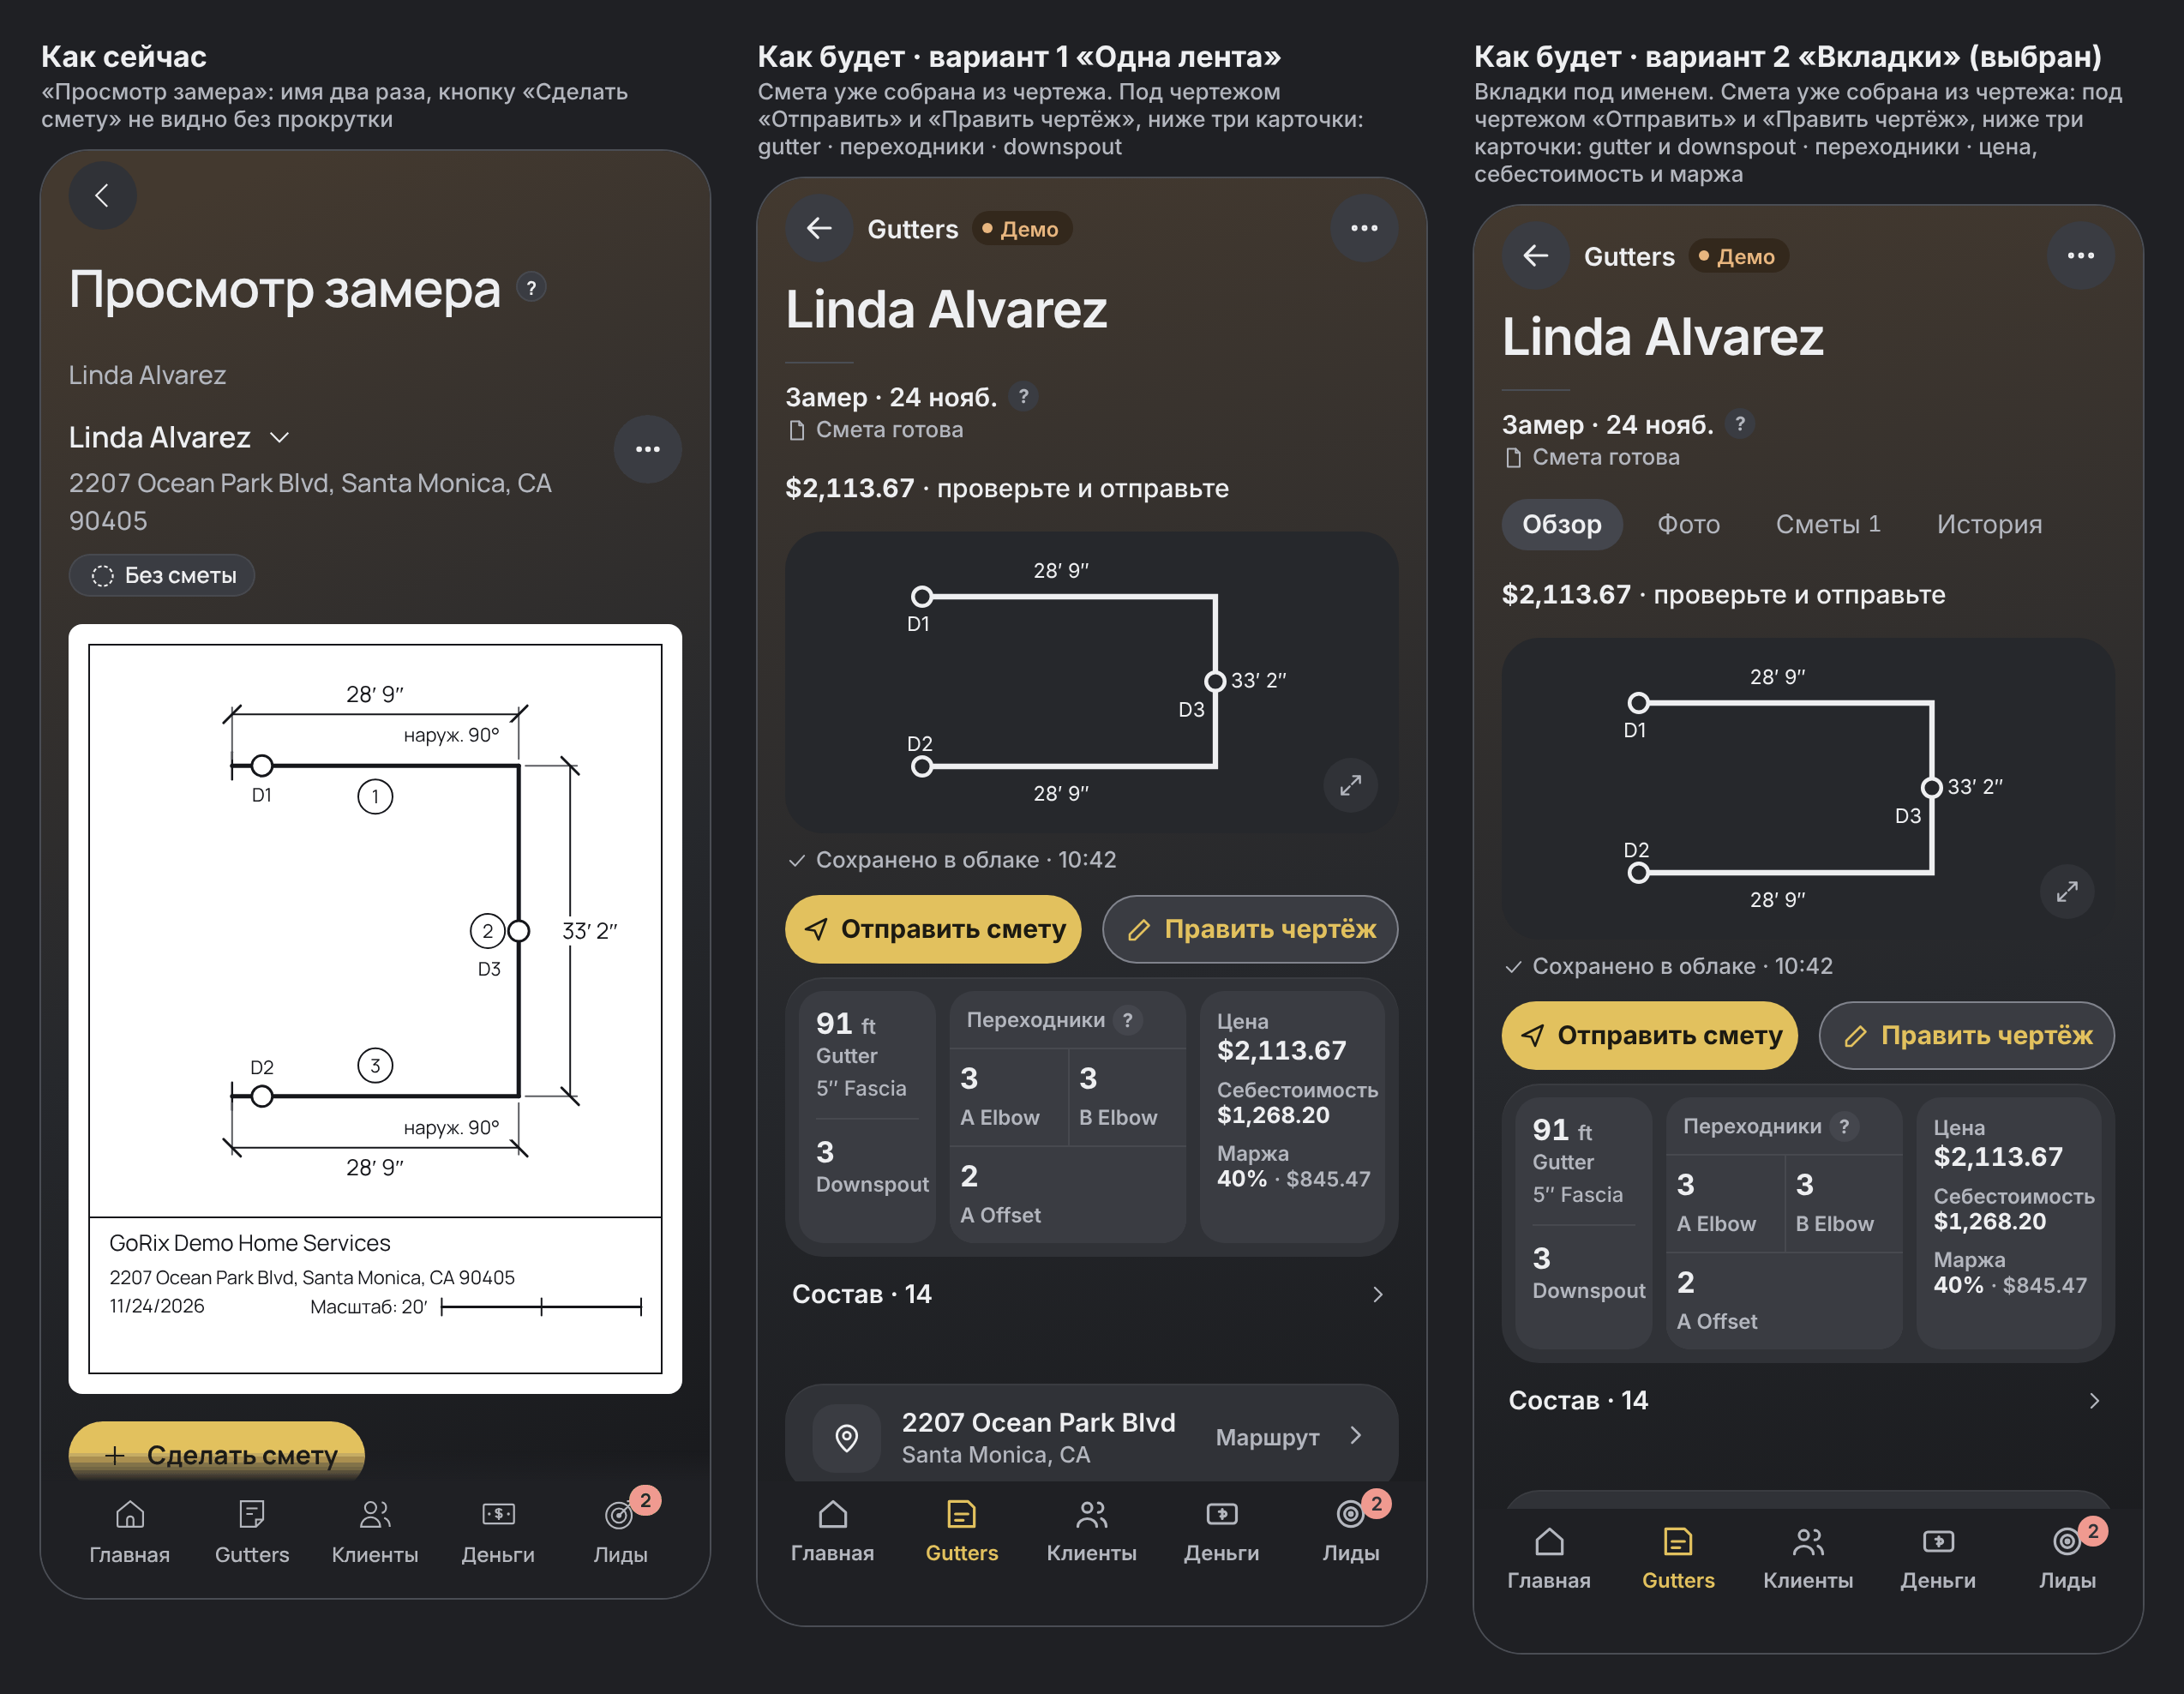 Как сейчас
«Просмотр замера»: имя два раза, кнопку «Сделать
смету» не видно без прокрутки
Просмотр замера ?
Linda Alvarez
Linda Alvarez
2207 Ocean Park Blvd, Santa Monica, CA
90405
Без сметы
28′ 9″
наруж. 90°
D1
1
2
33′ 2″
D3
D2
3
наруж. 90°
28′ 9″
GoRix Demo Home Services
2207 Ocean Park Blvd, Santa Monica, CA 90405
11/24/2026 Масштаб: 20′
+ Сделать смету
2
Главная Gutters Клиенты Деньги Лиды
Как будет · вариант 1 «Одна лента»
Смета уже собрана из чертежа. Под чертежом
«Отправить» и «Править чертёж», ниже три карточки:
gutter · переходники · downspout
Gutters Демо
Linda Alvarez
Замер · 24 нояб. ?
Смета готова
$2,113.67 · проверьте и отправьте
28′ 9″
D1
33′ 2″
D3
D2
28′ 9″
Сохранено в облаке · 10:42
Отправить смету Править чертёж
91 ft
Gutter
5″ Fascia
3
Downspout
Переходники ?
3 3
A Elbow B Elbow
2
A Offset
Цена
$2,113.67
Себестоимость
$1,268.20
Маржа
40% · $845.47
Состав · 14
2207 Ocean Park Blvd
Santa Monica, CA
Маршрут
2
Главная Gutters Клиенты Деньги Лиды
Как будет · вариант 2 «Вкладки» (выбран)
Вкладки под именем. Смета уже собрана из чертежа: под
чертежом «Отправить» и «Править чертёж», ниже три
карточки: gutter и downspout · переходники · цена,
себестоимость и маржа
Gutters Демо
Linda Alvarez
Замер · 24 нояб. ?
Смета готова
Обзор Фото Сметы 1 История
$2,113.67 · проверьте и отправьте
28′ 9″
D1
33′ 2″
D3
D2
28′ 9″
Сохранено в облаке · 10:42
Отправить смету Править чертёж
91 ft
Gutter
5″ Fascia
3
Downspout
Переходники ?
3 3
A Elbow B Elbow
2
A Offset
Цена
$2,113.67
Себестоимость
$1,268.20
Маржа
40% · $845.47
Состав · 14
2
Главная Gutters Клиенты Деньги Лиды